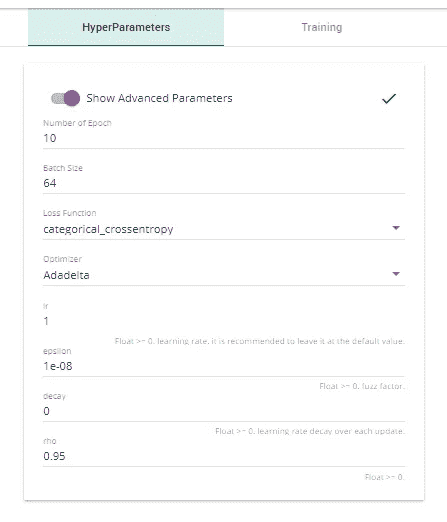 HyperParameters Training
Show Advanced Parameters
Number of Epoch
10
Batch Size
64
Loss Function
categorical_crossentropy
Optimizer
Adadelta
lr
1
Float >= 0. learning rate. it is recommended to leave it at the default value.
epsilon
1e-08
Float >= 0. fuzz factor.
decay
0
Float >= 0. learning rate decay over each update.
rho
0.95
Float >= 0.